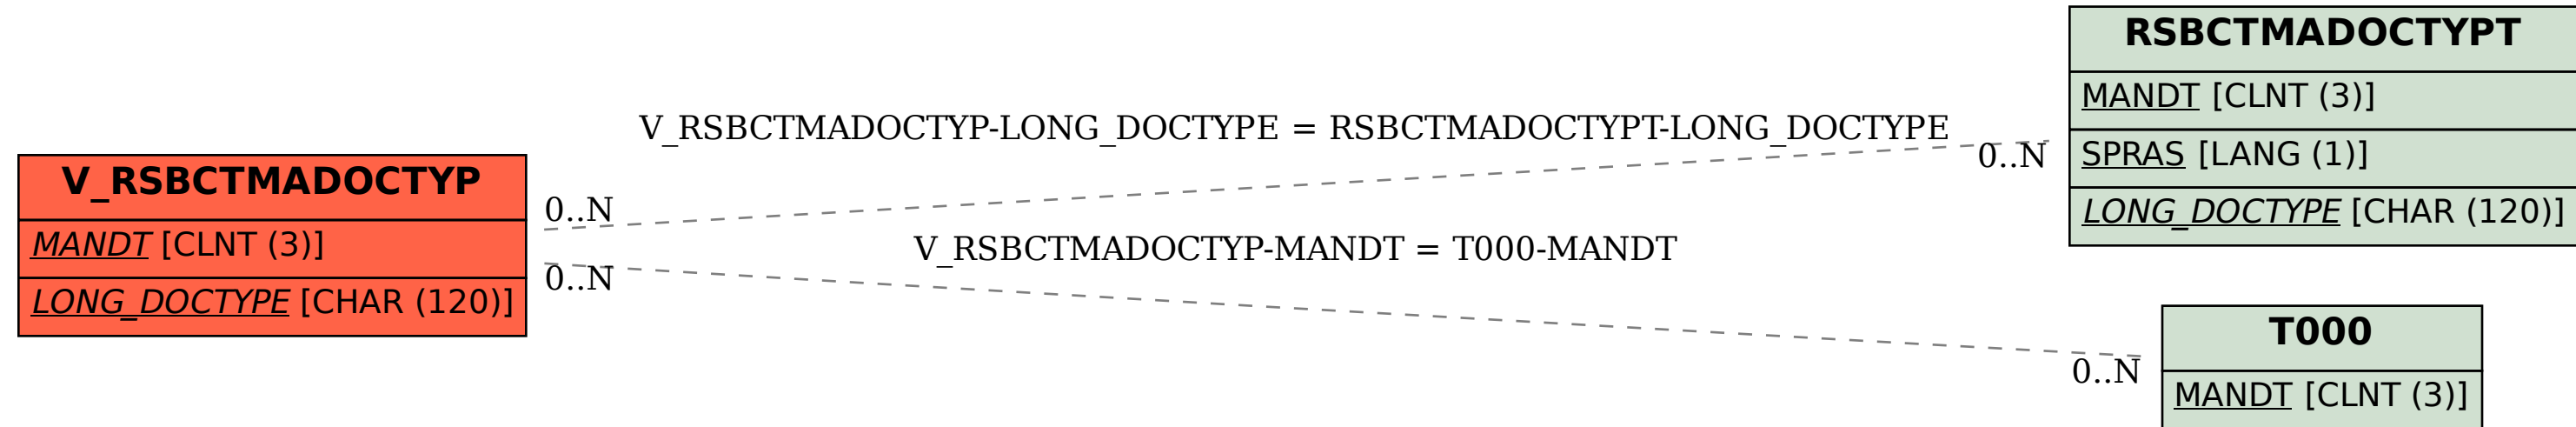 V_RSBCTMADOCTYP
MANDT [CLNT (3)]
LONG_DOCTYPE [CHAR (120)]
V_RSBCTMADOCTYP-LONG_DOCTYPE = RSBCTMADOCTYPT-LONG_DOCTYPE
0..N
0..N
V_RSBCTMADOCTYP-MANDT = T000-MANDT
0..N
0..N
RSBCTMADOCTYPT
MANDT [CLNT (3)]
SPRAS [LANG (1)]
LONG_DOCTYPE [CHAR (120)]
T000
MANDT [CLNT (3)]